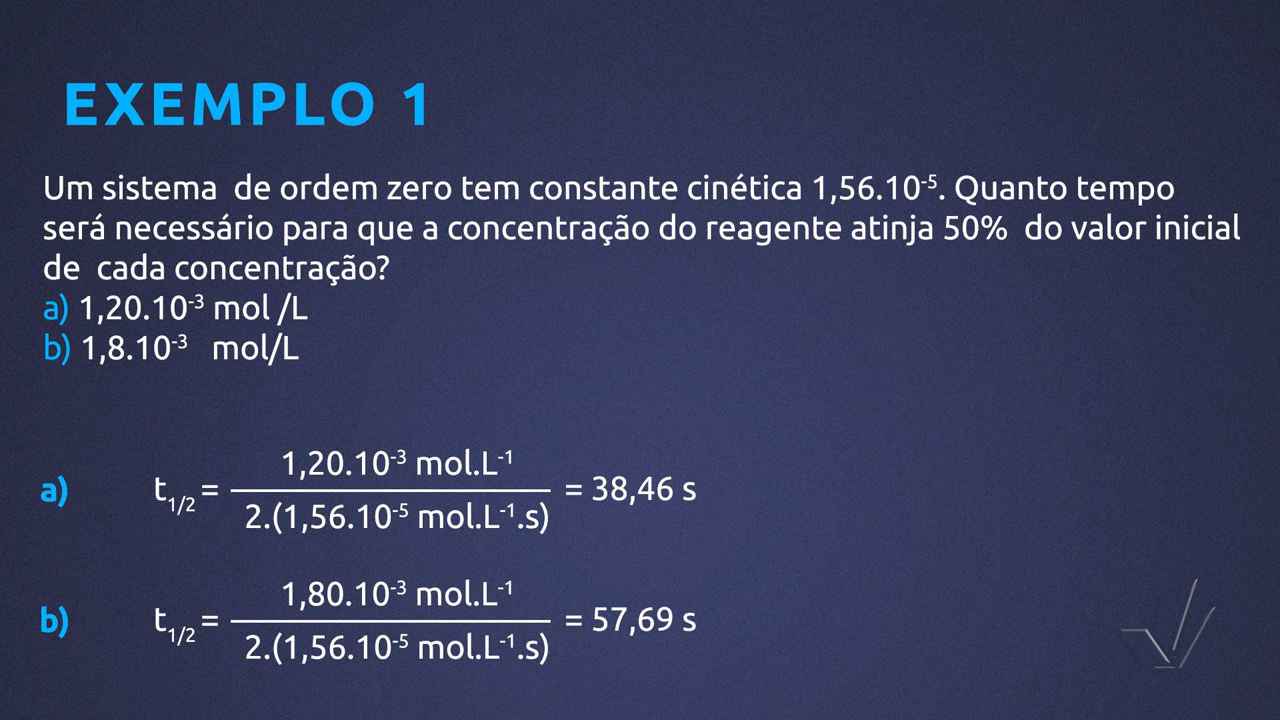 EXEMPLO 1
Um sistema de ordem zero tem constante cinética 1,56.10⁻⁵. Quanto tempo
será necessário para que a concentração do reagente atinja 50% do valor inicial
de cada concentração?
a) 1,20.10⁻³ mol /L
b) 1,8.10⁻³ mol/L
1,20.10⁻³ mol.L⁻¹
a) t1/2 = = 38,46 s
2.(1,56.10⁻⁵ mol.L⁻¹.s)
1,80.10⁻³ mol.L⁻¹
b) t1/2 = = 57,69 s
2.(1,56.10⁻⁵ mol.L⁻¹.s)